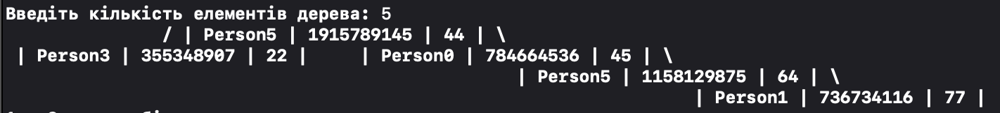 Введіть кількість елементів дерева: 5
/ | Person5 | 1915789145 | 44 | \
| Person3 | 355348907 | 22 |     | Person0 | 784664536 | 45 | \
| Person5 | 1158129875 | 64 | \
| Person1 | 736734116 | 77 |